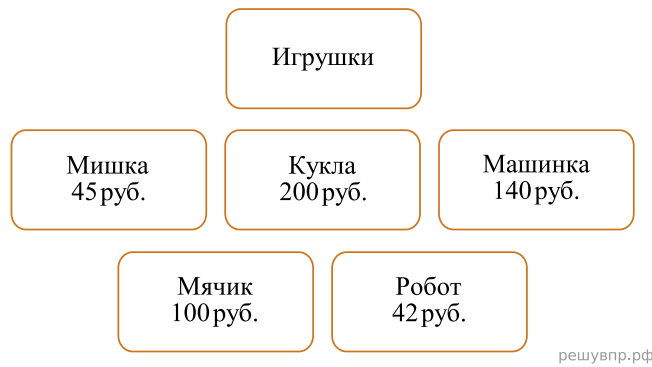 Игрушки
Мишка
45 руб.
Кукла
200 руб.
Машинка
140 руб.
Мячик
100 руб.
Робот
42 руб.
решувпр.рф